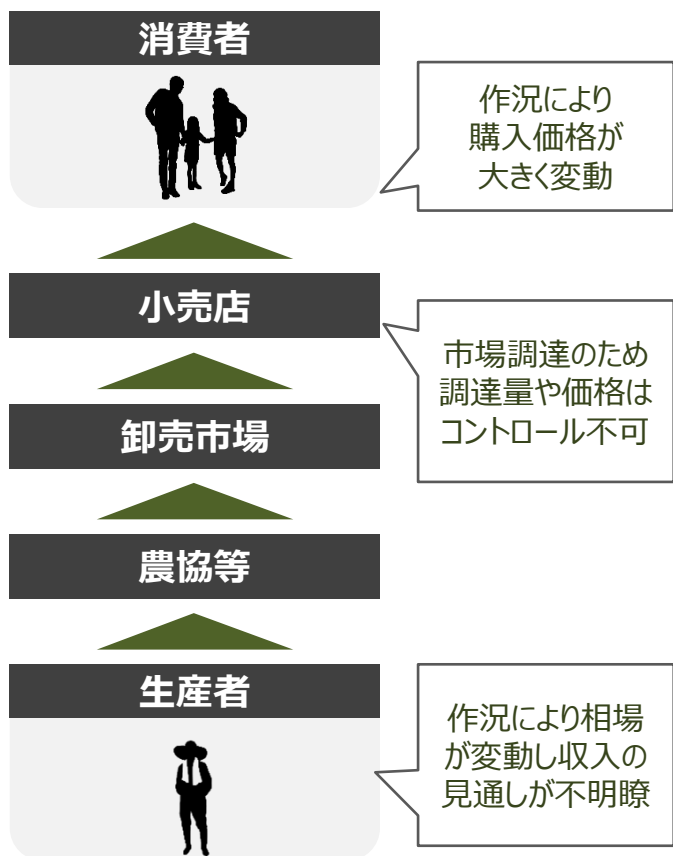 消費者
作況により
購入価格が
大きく変動
小売店
市場調達のため
調達量や価格は
コントロール不可
卸売市場
農協等
生産者
作況により相場
が変動し収入の
見通しが不明瞭